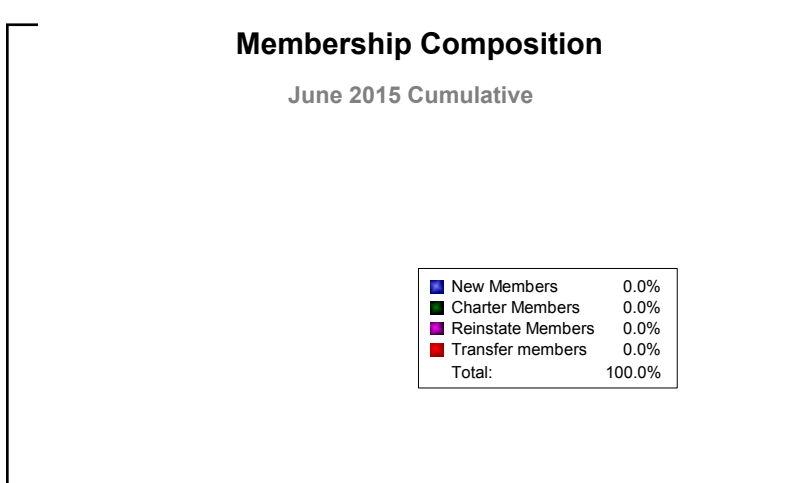 Membership Composition
June 2015 Cumulative
New Members 0.0%
Charter Members 0.0%
Reinstate Members 0.0%
Transfer members 0.0%
Total: 100.0%